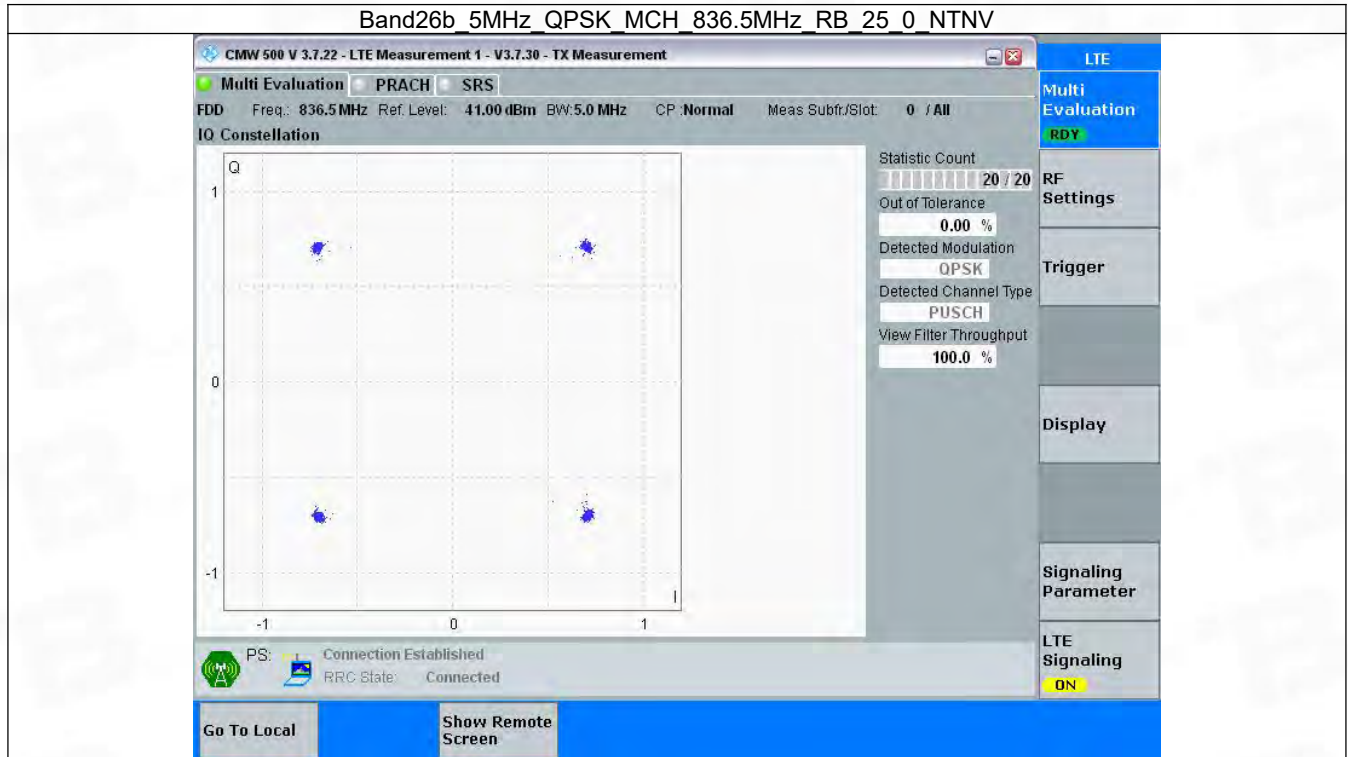 Band26b_5MHz_QPSK_MCH_836.5MHz_RB_25_0_NTNV
CMW 500 V 3.7.22 - LTE Measurement 1 - V3.7.30 - TX Measurement
Multi Evaluation PRACH SRS
FDD Freq.: 836.5 MHz Ref. Level: 41.00 dBm BW: 5.0 MHz CP :Normal Meas Subfr./Slot: 0 / All
IQ Constellation
Q
1
0
-1
I
-1 0 1
Statistic Count
20 / 20
Out of Tolerance
0.00 %
Detected Modulation
QPSK
Detected Channel Type
PUSCH
View Filter Throughput
100.0 %
PS: Connection Established
RRC State: Connected
LTE
Multi
Evaluation
RDY
RF
Settings
Trigger
Display
Signaling
Parameter
LTE
Signaling
ON
Go To Local
Show Remote
Screen